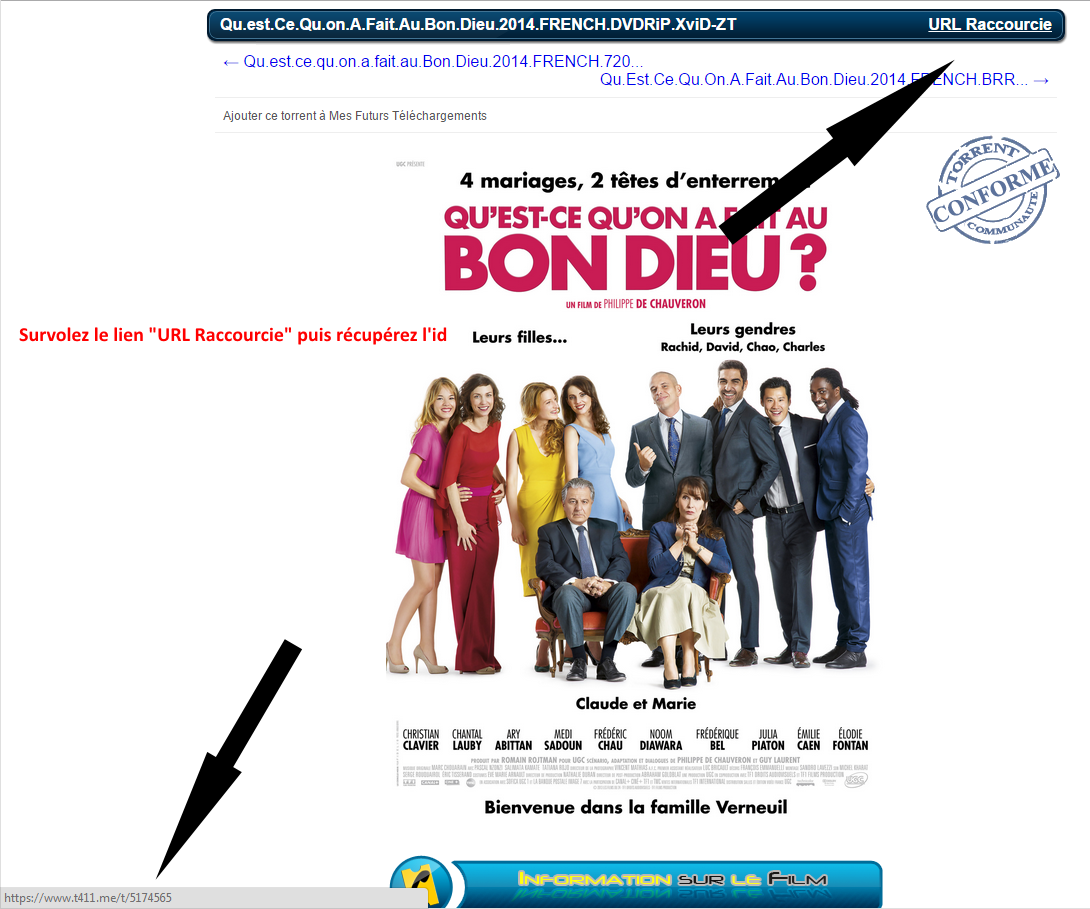 Qu.est.Ce.Qu.on.A.Fait.Au.Bon.Dieu.2014.FRENCH.DVDRiP.XviD-ZT URL Raccourcie
← Qu.est.ce.qu.on.a.fait.au.Bon.Dieu.2014.FRENCH.720...
Qu.Est.Ce.Qu.On.A.Fait.Au.Bon.Dieu.2014.FRENCH.BRR... →
Ajouter ce torrent à Mes Futurs Téléchargements
TORRENT
CONFORME
COMMUNAUTÉ
UGC PRÉSENTE
4 mariages, 2 têtes d'enterrem
QU'EST-CE QU'ON A FAIT AU
BON DIEU ?
UN FILM DE PHILIPPE DE CHAUVERON
Survolez le lien "URL Raccourcie" puis récupérez l'id
Leurs filles...
Leurs gendres
Rachid, David, Chao, Charles
Claude et Marie
CHRISTIAN CLAVIER CHANTAL LAUBY ARY ABITTAN MEDI SADOUN FRÉDÉRIC CHAU NOOM DIAWARA FRÉDÉRIQUE BEL JULIA PIATON ÉMILIE CAEN ÉLODIE FONTAN
PRODUIT PAR ROMAIN ROJTMAN POUR UGC SCÉNARIO, ADAPTATION ET DIALOGUES DE PHILIPPE DE CHAUVERON ET GUY LAURENT
Bienvenue dans la famille Verneuil
INFORMATION SUR LE FILM
https://www.t411.me/t/5174565